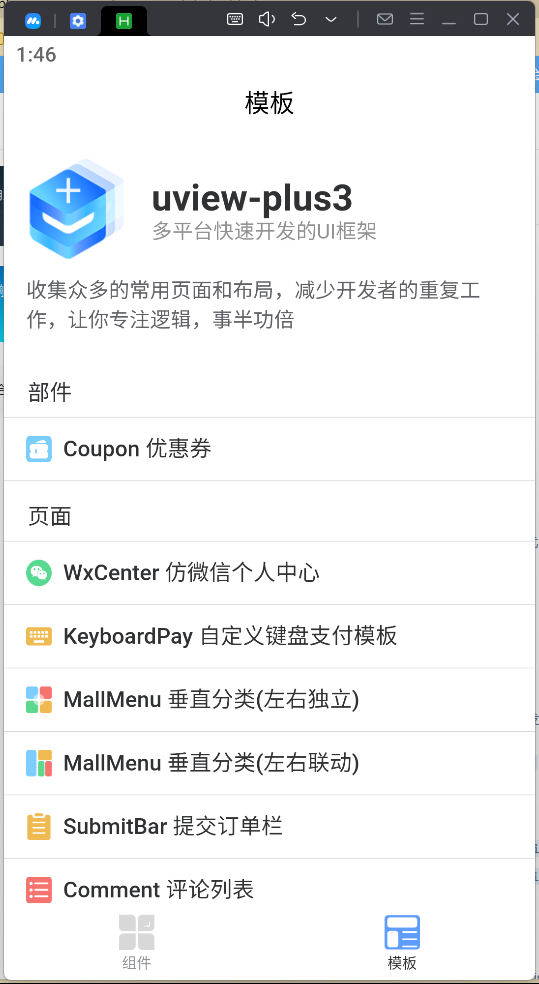 1:46
模板
uview-plus3
多平台快速开发的UI框架
收集众多的常用页面和布局，减少开发者的重复工
作，让你专注逻辑，事半功倍
部件
Coupon 优惠券
页面
WxCenter 仿微信个人中心
KeyboardPay 自定义键盘支付模板
MallMenu 垂直分类(左右独立)
MallMenu 垂直分类(左右联动)
SubmitBar 提交订单栏
Comment 评论列表
组件
模板